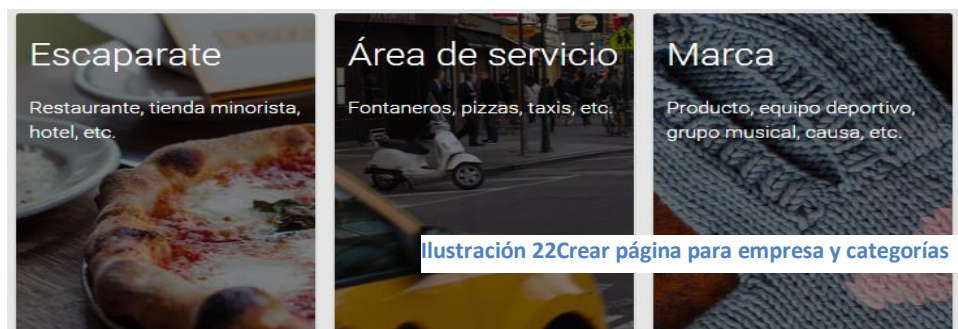 Escaparate
Restaurante, tienda minorista,
hotel, etc.
Área de servicio
Fontaneros, pizzas, taxis, etc.
Marca
Producto, equipo deportivo,
grupo musical, causa, etc.
Ilustración 22Crear página para empresa y categorías